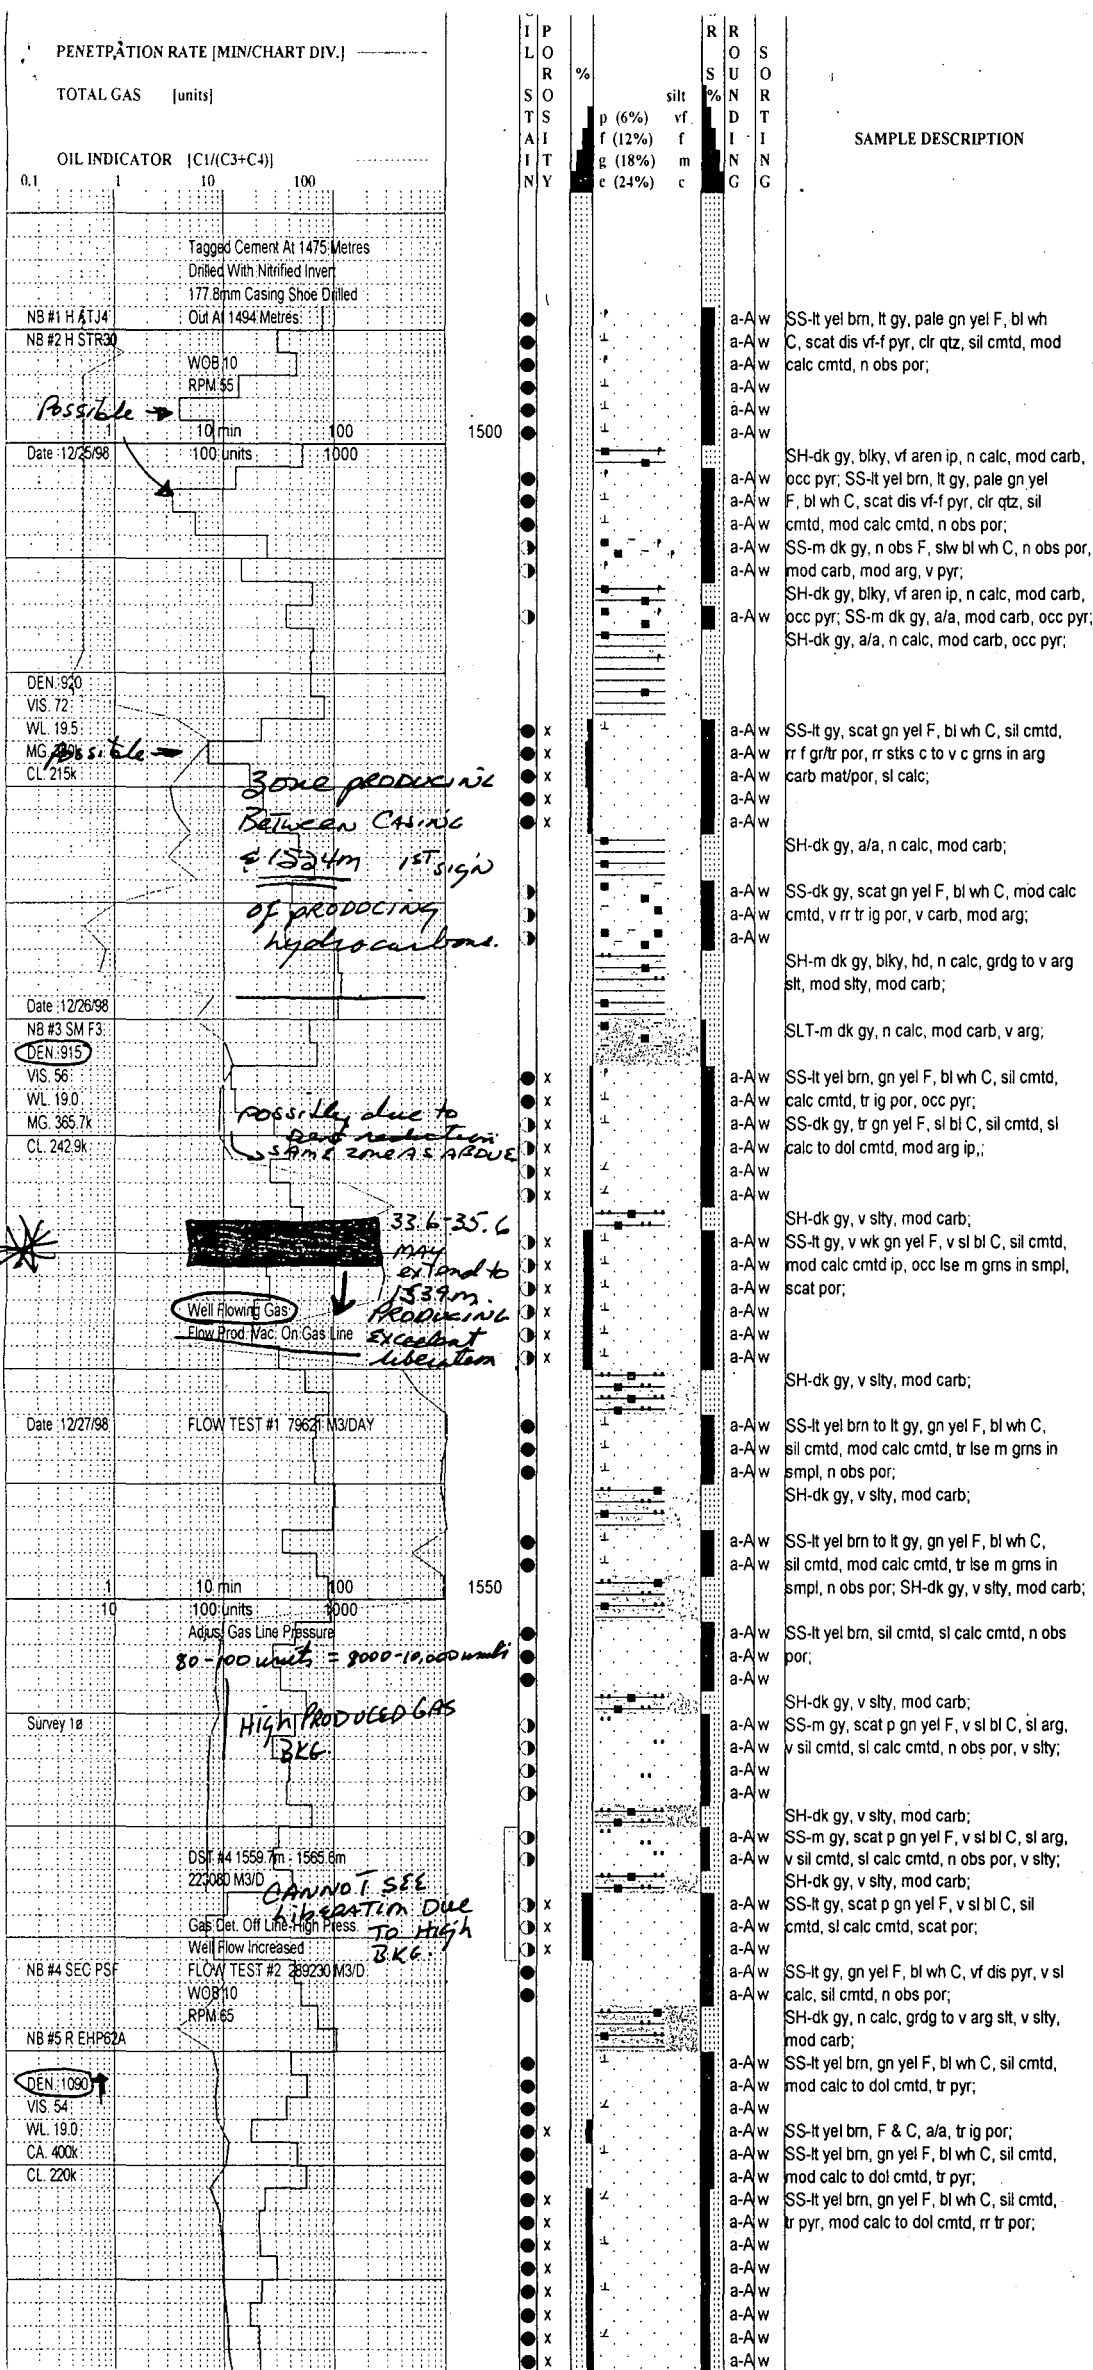 PENETRATION RATE [MIN/CHART DIV.]
TOTAL GAS [units]
OIL INDICATOR [C1/(C3+C4)]
0.1 1 10 100
OIL STAIN
POROSITY
%
p (6%)
f (12%)
g (18%)
e (24%)
silt
vf
f
m
c
R S %
ROUNDING
SORTING
SAMPLE DESCRIPTION
Tagged Cement At 1475 Metres
Drilled With Nitrified Invert
177.8mm Casing Shoe Drilled
Out At 1494 Metres
NB #1 H ATJ4
NB #2 H STR30
WOB 10
RPM 55
Possible
1 10 min 100
1500
Date 12/25/98 100 units 1000
SS-lt yel brn, lt gy, pale gn yel F, bl wh
C, scat dis vf-f pyr, clr qtz, sil cmtd, mod
calc cmtd, n obs por;
SH-dk gy, blky, vf aren ip, n calc, mod carb,
occ pyr; SS-lt yel brn, lt gy, pale gn yel
F, bl wh C, scat dis vf-f pyr, clr qtz, sil
cmtd, mod calc cmtd, n obs por;
SS-m dk gy, n obs F, slw bl wh C, n obs por,
mod carb, mod arg, v pyr;
SH-dk gy, blky, vf aren ip, n calc, mod carb,
occ pyr; SS-m dk gy, a/a, mod carb, occ pyr;
SH-dk gy, a/a, n calc, mod carb, occ pyr;
DEN. 920
VIS. 72
WL. 19.5
MG.
Possible
CL. 215k
SS-lt gy, scat gn yel F, bl wh C, sil cmtd,
rr f gr/tr por, rr stks c to v c grns in arg
carb mat/por, sl calc;
Zone PRODUCING
BETWEEN CASING
& 1524m 1ST SIGN
OF PRODUCING
hydrocarbons.
SH-dk gy, a/a, n calc, mod carb;
SS-dk gy, scat gn yel F, bl wh C, mod calc
cmtd, v rr tr ig por, v carb, mod arg;
SH-m dk gy, blky, hd, n calc, grdg to v arg
slt, mod slty, mod carb;
Date 12/26/98
NB #3 SM F3
DEN. 915
VIS. 56
WL. 19.0
MG. 365.7k
CL. 242.9k
SLT-m dk gy, n calc, mod carb, v arg;
SS-lt yel brn, gn yel F, bl wh C, sil cmtd,
calc cmtd, tr ig por, occ pyr;
SS-dk gy, tr gn yel F, sl bl C, sil cmtd, sl
calc to dol cmtd, mod arg ip,;
possibly due to
reduction
SAME ZONE AS ABOVE
SH-dk gy, v slty, mod carb;
SS-lt gy, v wk gn yel F, v sl bl C, sil cmtd,
mod calc cmtd ip, occ lse m grns in smpl,
scat por;
33.6-35.6
MAY
extend to
1539m.
PRODUCING
Excellent
liberation
Well Flowing Gas
Flow Prod. Vac. On Gas Line
SH-dk gy, v slty, mod carb;
Date 12/27/98 FLOW TEST #1 79621 M3/DAY
SS-lt yel brn to lt gy, gn yel F, bl wh C,
sil cmtd, mod calc cmtd, tr lse m grns in
smpl, n obs por;
SH-dk gy, v slty, mod carb;
SS-lt yel brn to lt gy, gn yel F, bl wh C,
sil cmtd, mod calc cmtd, tr lse m grns in
smpl, n obs por; SH-dk gy, v slty, mod carb;
1 10 min 100
1550
10 100 units 1000
Adjus. Gas Line Pressure
80-100 units = 8000-10,000 units
SS-lt yel brn, sil cmtd, sl calc cmtd, n obs
por;
HIGH PRODUCED GAS
BKG.
Survey 1ø
SH-dk gy, v slty, mod carb;
SS-m gy, scat p gn yel F, v sl bl C, sl arg,
v sil cmtd, sl calc cmtd, n obs por, v slty;
SH-dk gy, v slty, mod carb;
SS-m gy, scat p gn yel F, v sl bl C, sl arg,
v sil cmtd, sl calc cmtd, n obs por, v slty;
SH-dk gy, v slty, mod carb;
DST #4 1559.7m - 1565.6m
223080 M3/D
CANNOT SEE
LIBERATION DUE
TO HIGH
BKG.
Gas Det. Off Line-High Press.
Well Flow Increased
SS-lt gy, scat p gn yel F, v sl bl C, sil
cmtd, sl calc cmtd, scat por;
NB #4 SEC PSF FLOW TEST #2 289230 M3/D
WOB 10
RPM 65
NB #5 R EHP62A
SS-lt gy, gn yel F, bl wh C, vf dis pyr, v sl
calc, sil cmtd, n obs por;
SH-dk gy, n calc, grdg to v arg slt, v slty,
mod carb;
DEN. 1090
VIS. 54
WL. 19.0
CA. 400k
CL. 220k
SS-lt yel brn, gn yel F, bl wh C, sil cmtd,
mod calc to dol cmtd, tr pyr;
SS-lt yel brn, F & C, a/a, tr ig por;
SS-lt yel brn, gn yel F, bl wh C, sil cmtd,
mod calc to dol cmtd, tr pyr;
SS-lt yel brn, gn yel F, bl wh C, sil cmtd,
tr pyr, mod calc to dol cmtd, rr tr por;